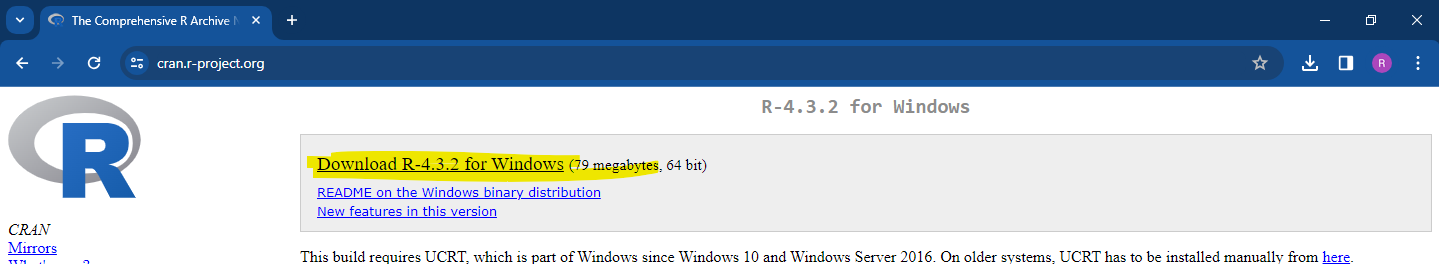 The Comprehensive R Archive N
cran.r-project.org
R
R
R-4.3.2 for Windows
Download R-4.3.2 for Windows (79 megabytes, 64 bit)
README on the Windows binary distribution
New features in this version
CRAN
Mirrors
This build requires UCRT, which is part of Windows since Windows 10 and Windows Server 2016. On older systems, UCRT has to be installed manually from here.